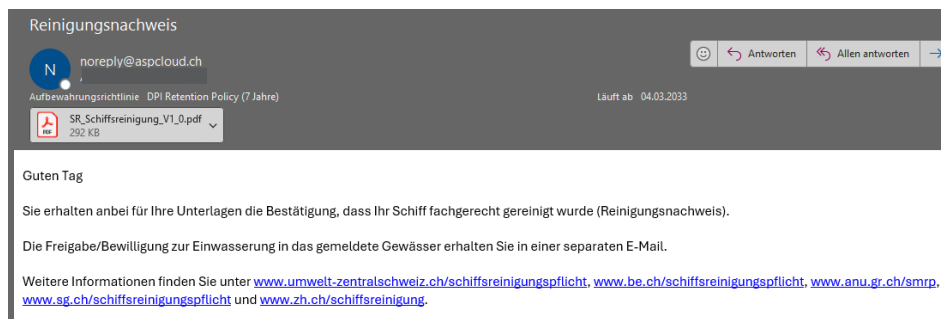 Reinigungsnachweis
N
noreply@aspcloud.ch
Antworten
Allen antworten
Aufbewahrungsrichtlinie DPI Retention Policy (7 Jahre)
Läuft ab 04.03.2033
SR_Schiffsreinigung_V1_0.pdf
PDF
292 KB
Guten Tag
Sie erhalten anbei für Ihre Unterlagen die Bestätigung, dass Ihr Schiff fachgerecht gereinigt wurde (Reinigungsnachweis).
Die Freigabe/Bewilligung zur Einwasserung in das gemeldete Gewässer erhalten Sie in einer separaten E-Mail.
Weitere Informationen finden Sie unter www.umwelt-zentralschweiz.ch/schiffsreinigungspflicht, www.be.ch/schiffsreinigungspflicht, www.anu.gr.ch/smrp,
www.sg.ch/schiffsreinigungspflicht und www.zh.ch/schiffsreinigung.